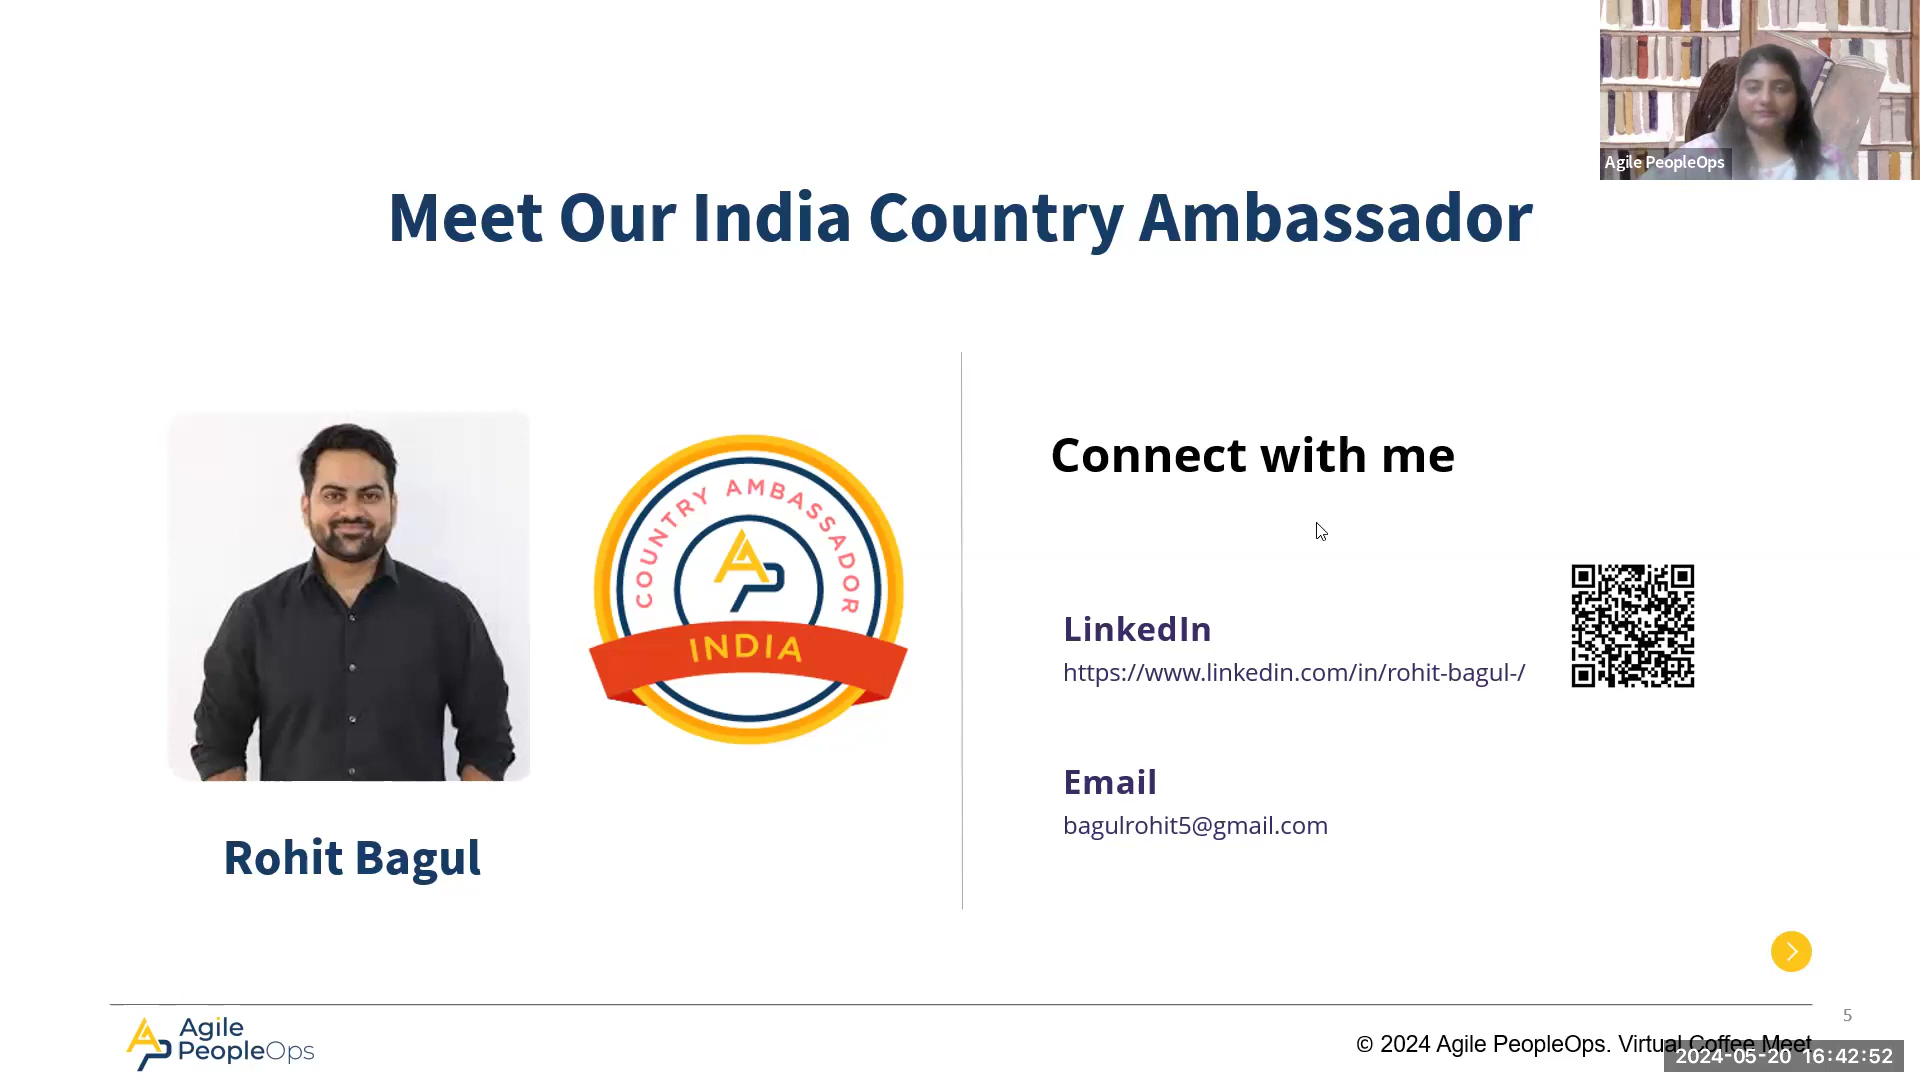 Agile PeopleOps
Meet Our India Country Ambassador
COUNTRY AMBASSADOR
INDIA
Rohit Bagul
Connect with me
LinkedIn
https://www.linkedin.com/in/rohit-bagul-/
Email
bagulrohit5@gmail.com
Agile
PeopleOps
5
© 2024 Agile PeopleOps. Virtual Coffee Meet
2024-05-20 16:42:52